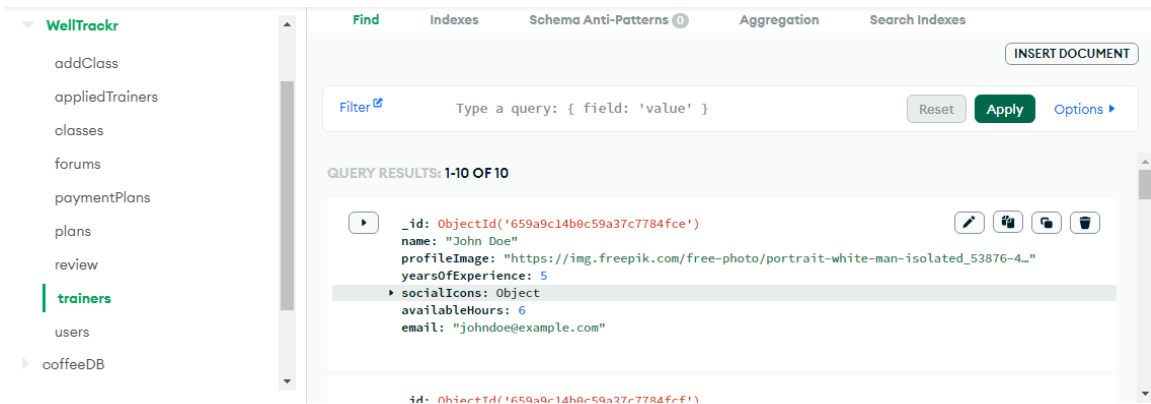 WellTrackr
addClass
appliedTrainers
classes
forums
paymentPlans
plans
review
trainers
users
coffeeDB
Find Indexes Schema Anti-Patterns 0 Aggregation Search Indexes
INSERT DOCUMENT
Filter Type a query: { field: 'value' } Reset Apply Options
QUERY RESULTS: 1-10 OF 10
_id: ObjectId('659a9c14b0c59a37c7784fce')
name: "John Doe"
profileImage: "https://img.freepik.com/free-photo/portrait-white-man-isolated_53876-4…"
yearsOfExperience: 5
socialIcons: Object
availableHours: 6
email: "johndoe@example.com"
_id: ObjectId('659a9c14b0c59a37c7784fcf')